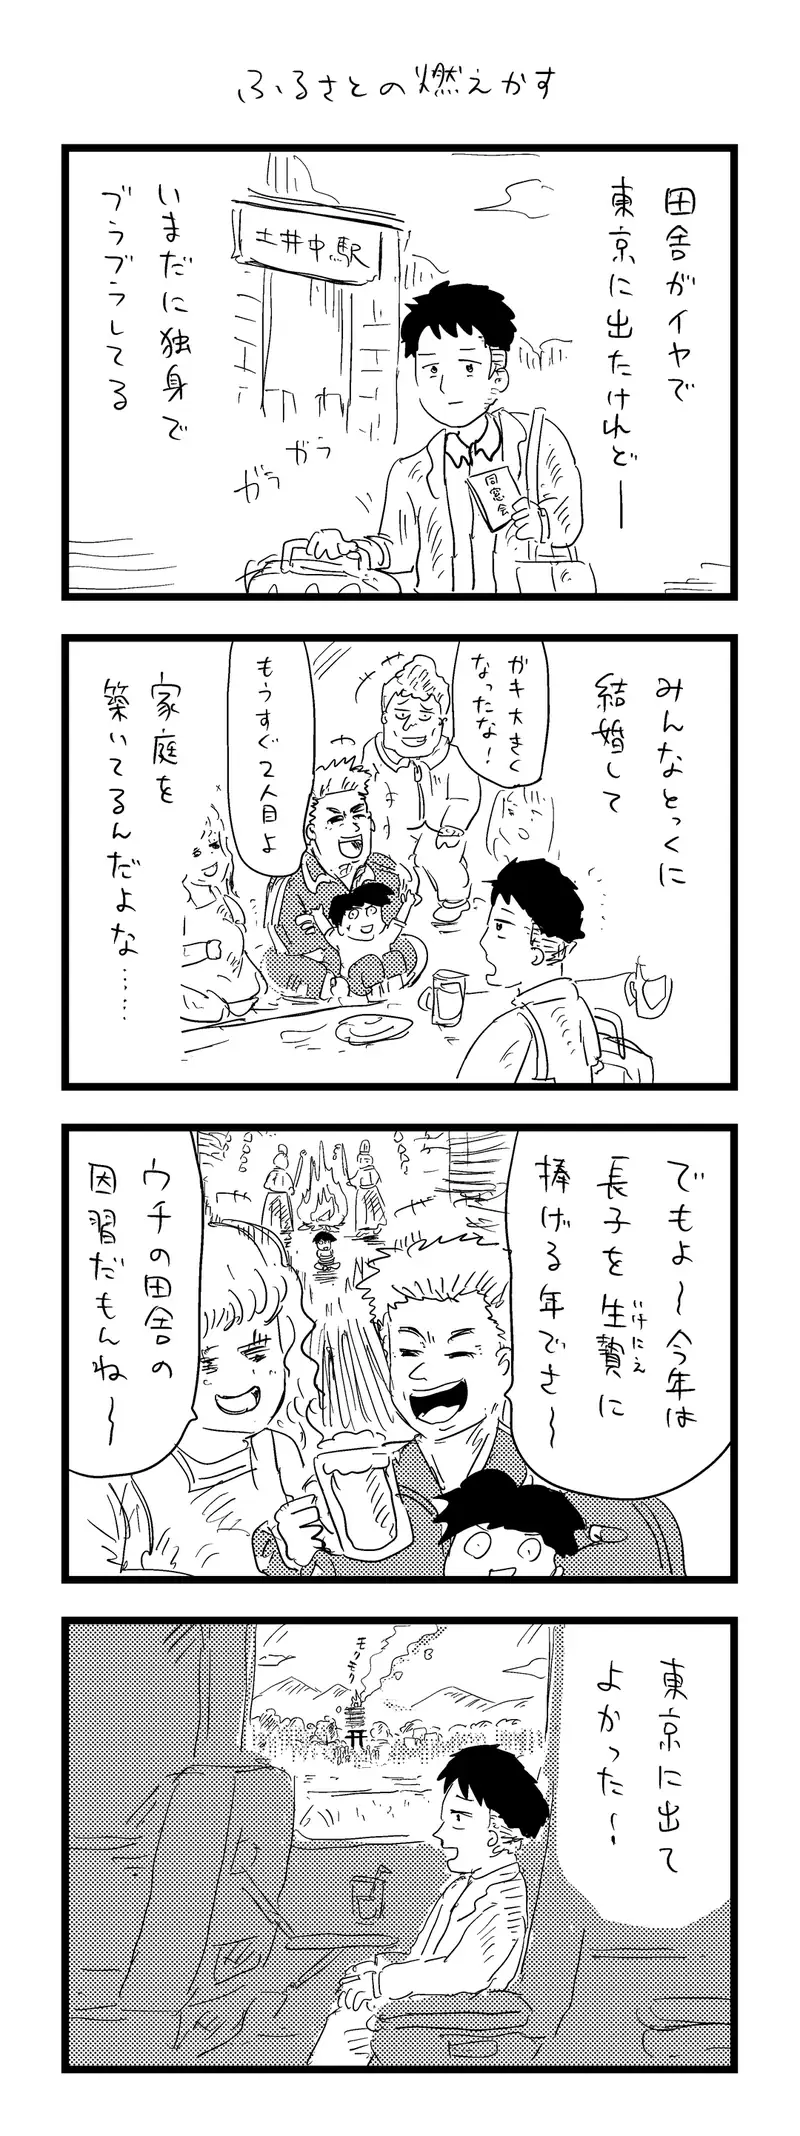 ふるさとの燃えかす
田舎がイヤで
東京に出たけれどー
土井中駅
同窓会
ガラ
ガラ
いまだに独身で
ブラブラしてる
みんなとっくに
結婚して
ガキ大きく
なったな!
もうすぐ2人目よ
家庭を
築いてるんだよな……
でもよ〜今年は
長子を生贄に
いけにえ
捧げる年でさ〜
ウチの田舎の
因習だもんね〜
東京に出て
よかった!
モクモク